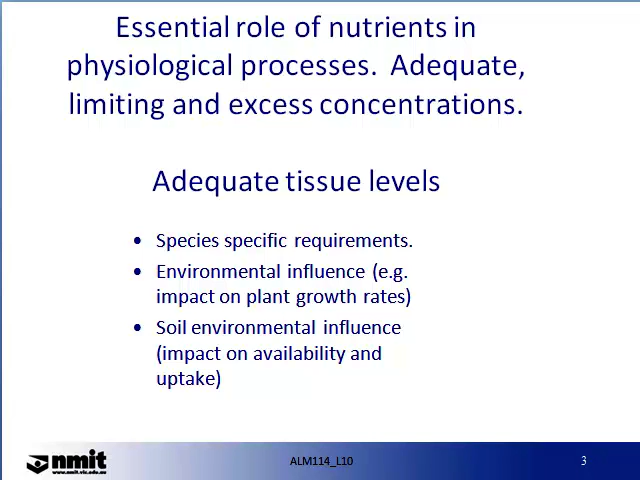 Essential role of nutrients in
physiological processes.  Adequate,
limiting and excess concentrations.
Adequate tissue levels
• Species specific requirements.
• Environmental influence (e.g.
impact on plant growth rates)
• Soil environmental influence
(impact on availability and
uptake)
nmit
www.nmit.vic.edu.au
ALM114_L10
3